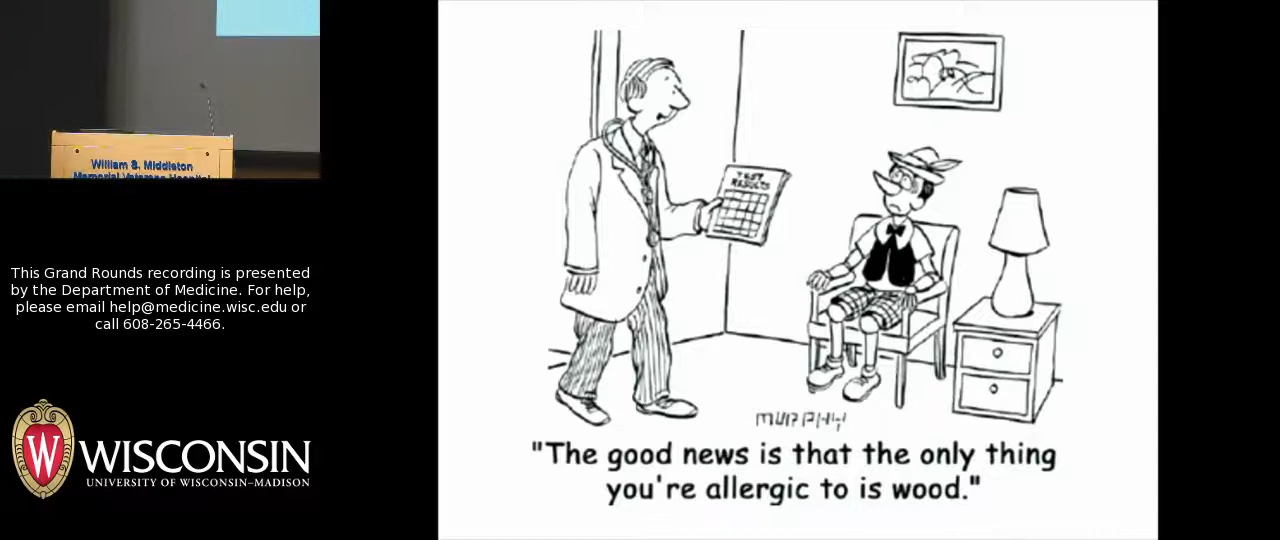 William S. Middleton
Memorial Veterans Hospital
This Grand Rounds recording is presented
by the Department of Medicine. For help,
please email help@medicine.wisc.edu or
call 608-265-4466.
W
WISCONSIN
UNIVERSITY OF WISCONSIN–MADISON
TEST
RESULTS
MURPHY
"The good news is that the only thing
you're allergic to is wood."